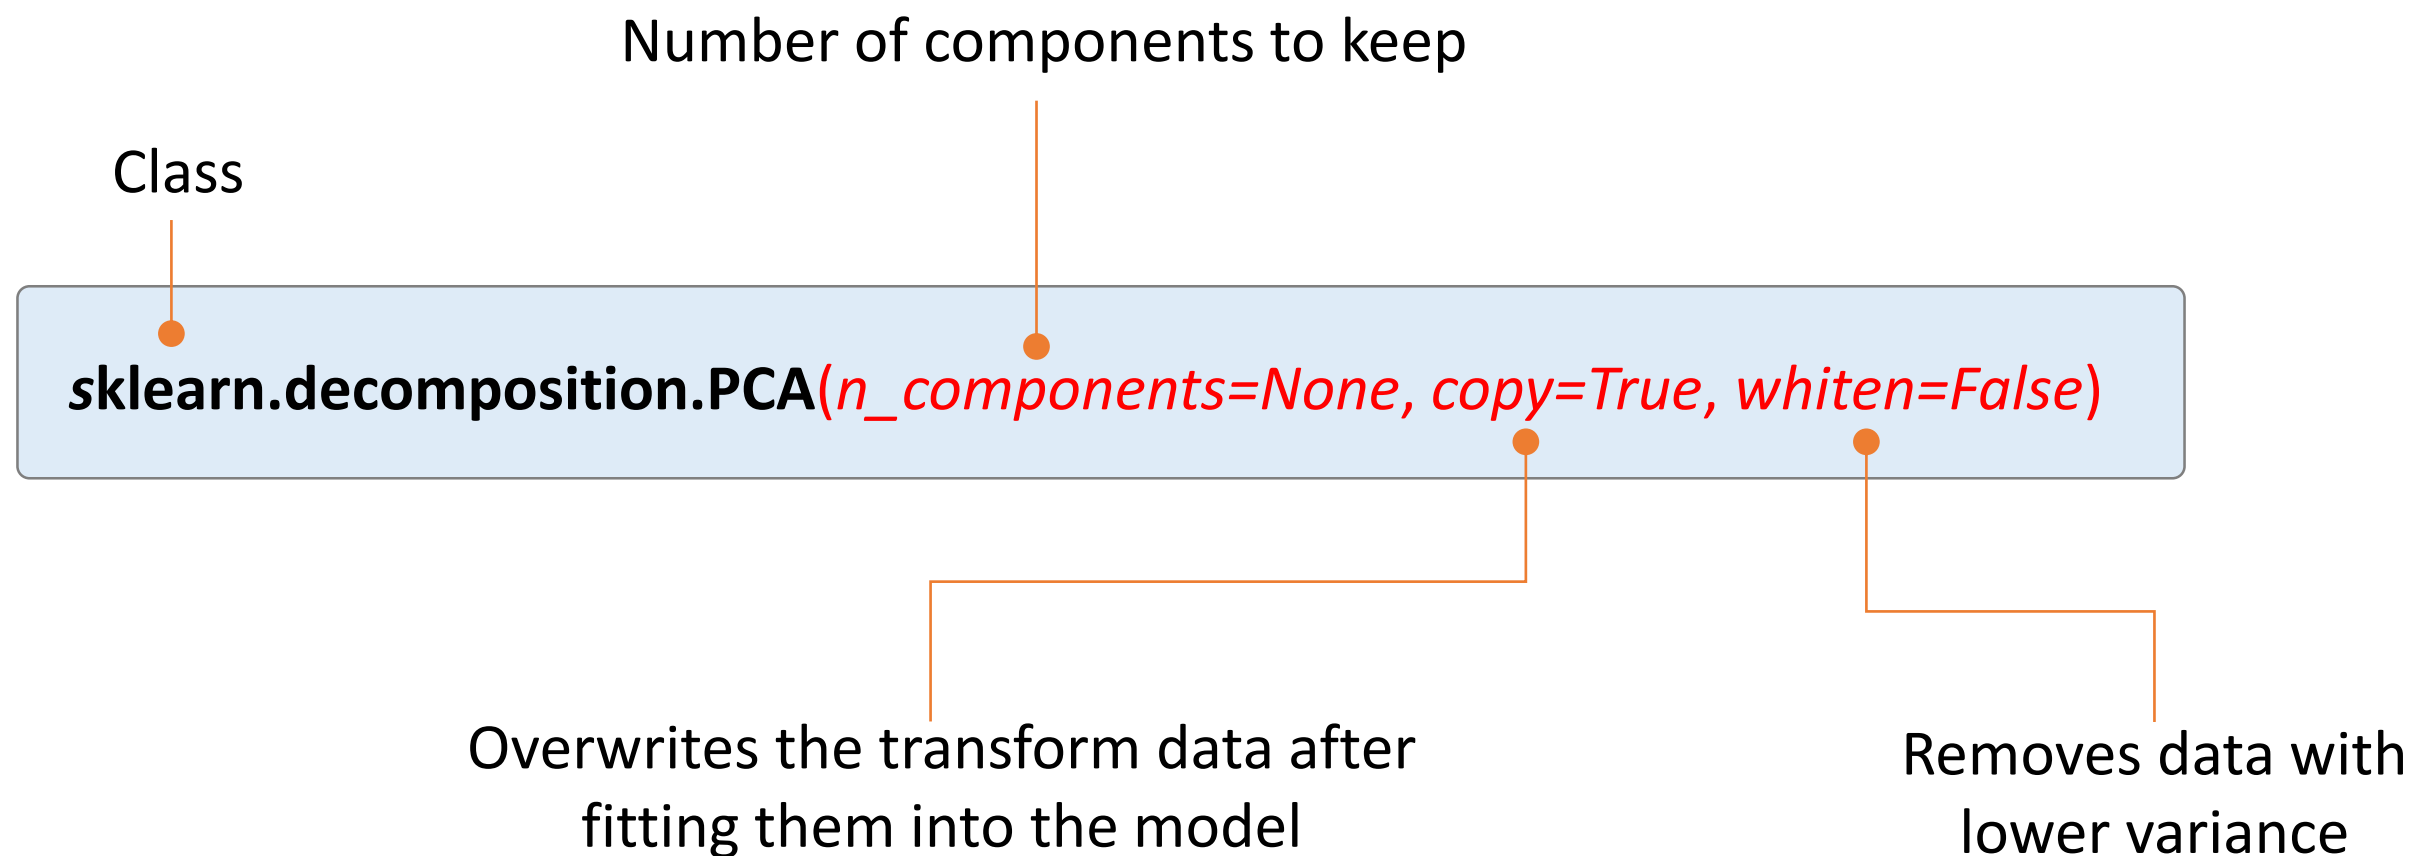 Number of components to keep
Class
sklearn.decomposition.PCA(n_components=None, copy=True, whiten=False)
Overwrites the transform data after
fitting them into the model
Removes data with
lower variance